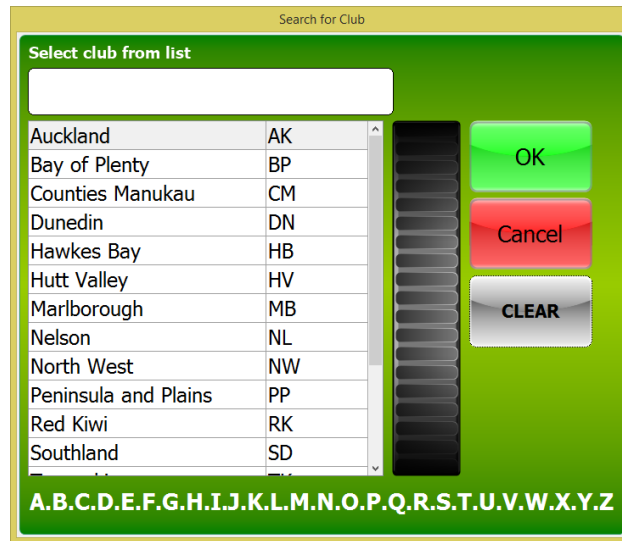 Search for Club
Select club from list
Auckland AK
Bay of Plenty BP
OK
Counties Manukau CM
Dunedin DN
Cancel
Hawkes Bay HB
Hutt Valley HV
Marlborough MB
CLEAR
Nelson NL
North West NW
Peninsula and Plains PP
Red Kiwi RK
Southland SD
A.B.C.D.E.F.G.H.I.J.K.L.M.N.O.P.Q.R.S.T.U.V.W.X.Y.Z